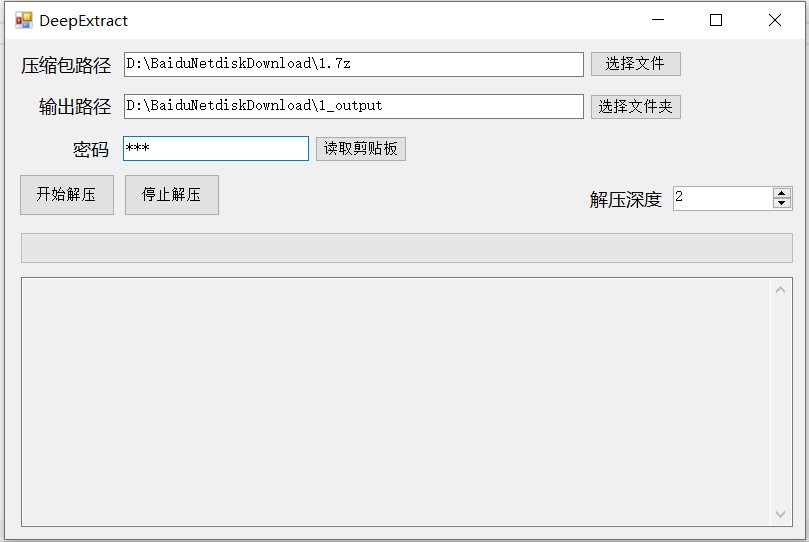 DeepExtract
压缩包路径 D:\BaiduNetdiskDownload\1.7z 选择文件
输出路径 D:\BaiduNetdiskDownload\1_output 选择文件夹
密码 *** 读取剪贴板
开始解压 停止解压 解压深度 2